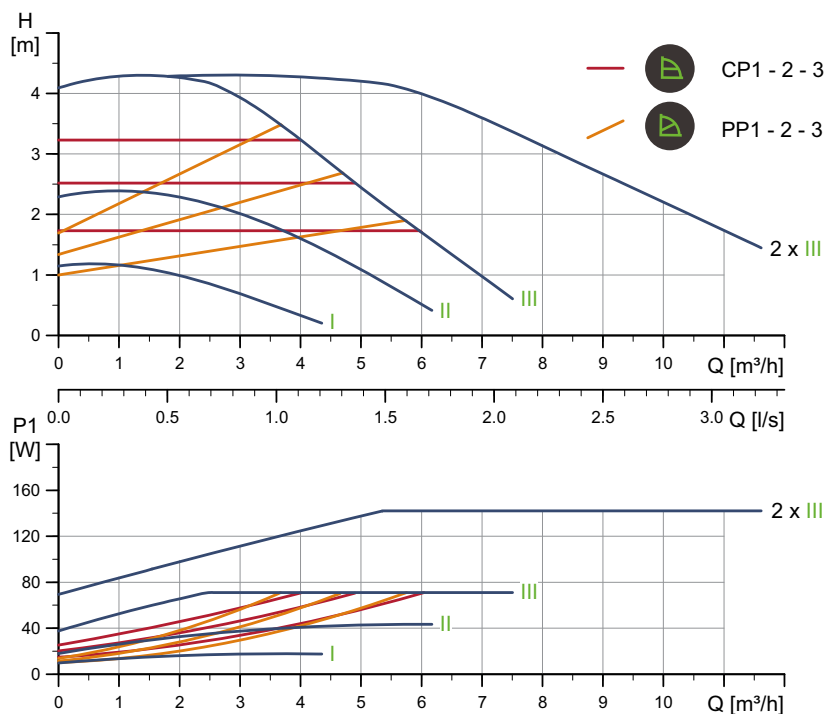 H
[m]
CP1 - 2 - 3
PP1 - 2 - 3
4
3
2
1
0
2 x III
III
II
I
0 1 2 3 4 5 6 7 8 9 10 Q [m³/h]
0.0 0.5 1.0 1.5 2.0 2.5 3.0 Q [l/s]
P1
[W]
160
120
80
40
0
2 x III
III
II
I
0 1 2 3 4 5 6 7 8 9 10 Q [m³/h]